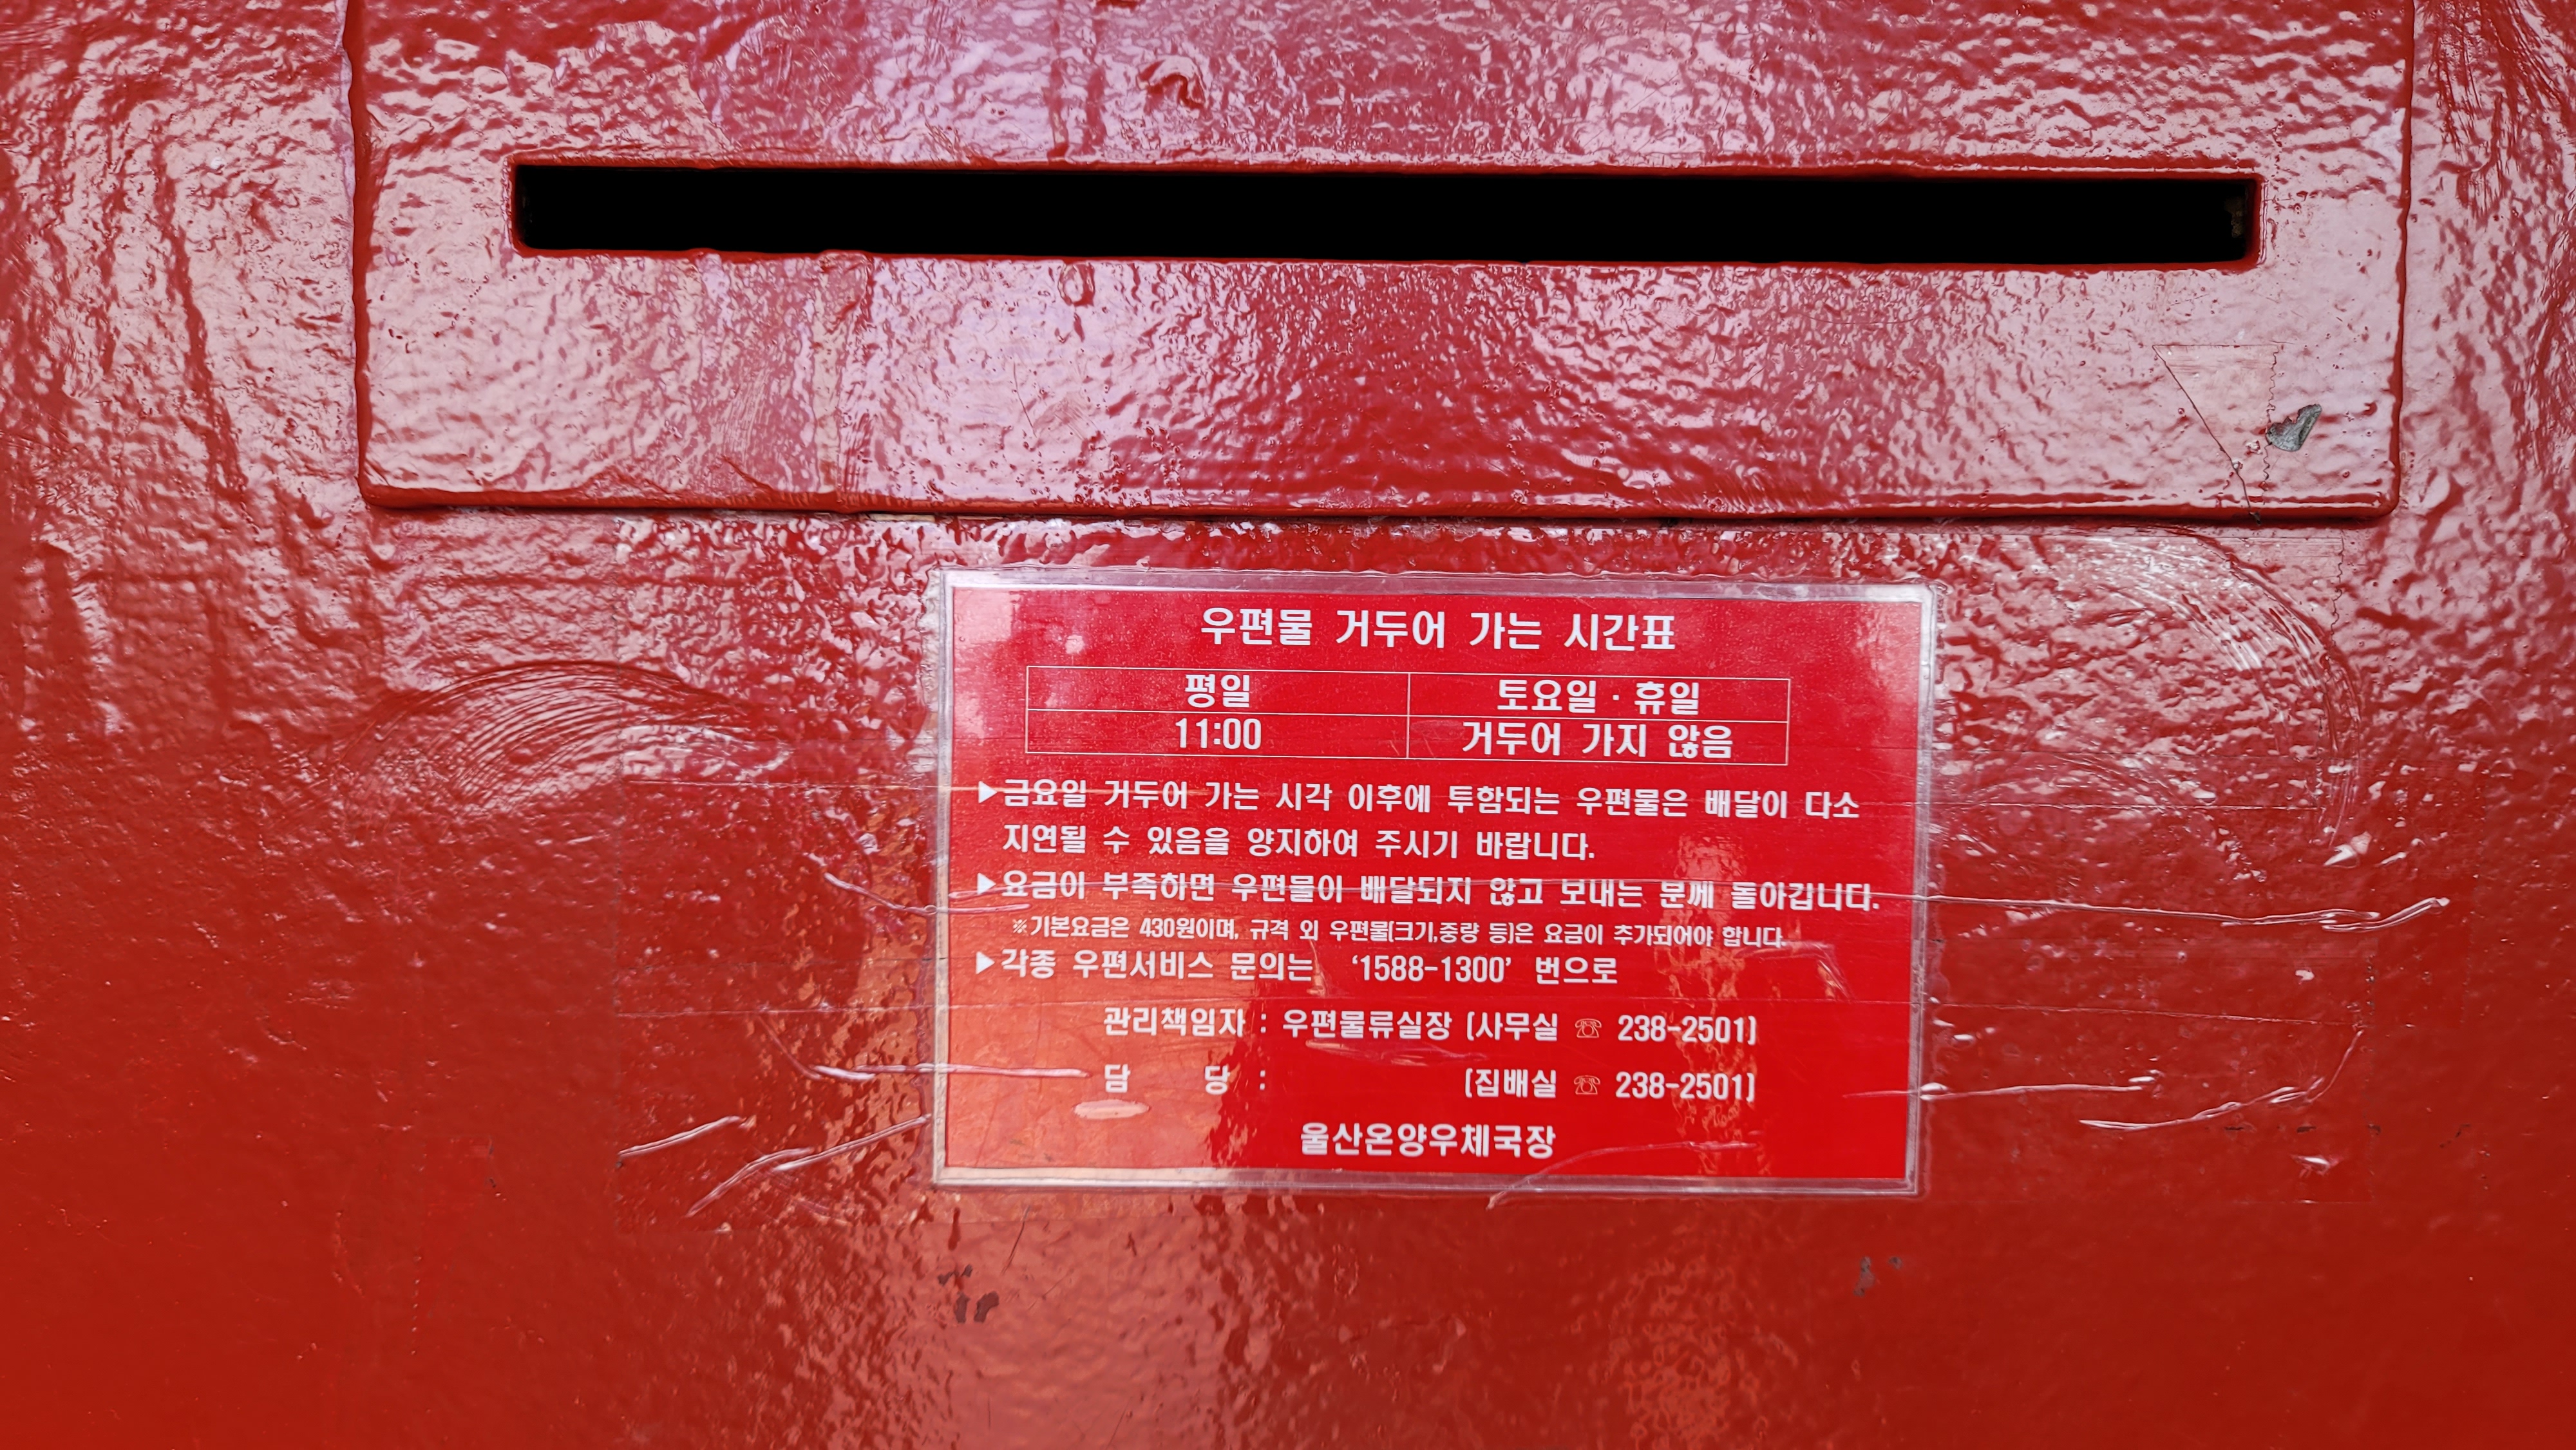 우편물 거두어 가는 시간표
평일 토요일 · 휴일
11:00 거두어 가지 않음
▶금요일 거두어 가는 시각 이후에 투함되는 우편물은 배달이 다소
지연될 수 있음을 양지하여 주시기 바랍니다.
▶요금이 부족하면 우편물이 배달되지 않고 보내는 분께 돌아갑니다.
※기본요금은 430원이며, 규격 외 우편물(크기,중량 등)은 요금이 추가되어야 합니다.
▶각종 우편서비스 문의는 ‘1588-1300’ 번으로
관리책임자 : 우편물류실장 (사무실 ☏ 238-2501)
담 당 : (집배실 ☏ 238-2501)
울산온양우체국장